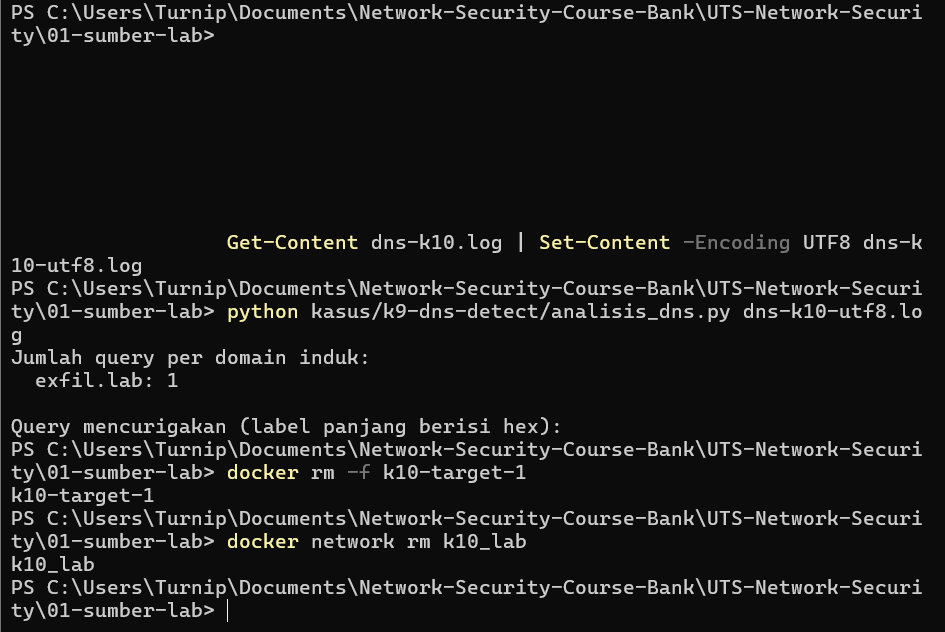 PS C:\Users\Turnip\Documents\Network-Security-Course-Bank\UTS-Network-Securi
ty\01-sumber-lab>
Get-Content dns-k10.log | Set-Content -Encoding UTF8 dns-k
10-utf8.log
PS C:\Users\Turnip\Documents\Network-Security-Course-Bank\UTS-Network-Securi
ty\01-sumber-lab> python kasus/k9-dns-detect/analisis_dns.py dns-k10-utf8.lo
g
Jumlah query per domain induk:
  exfil.lab: 1

Query mencurigakan (label panjang berisi hex):
PS C:\Users\Turnip\Documents\Network-Security-Course-Bank\UTS-Network-Securi
ty\01-sumber-lab> docker rm -f k10-target-1
k10-target-1
PS C:\Users\Turnip\Documents\Network-Security-Course-Bank\UTS-Network-Securi
ty\01-sumber-lab> docker network rm k10_lab
k10_lab
PS C:\Users\Turnip\Documents\Network-Security-Course-Bank\UTS-Network-Securi
ty\01-sumber-lab>